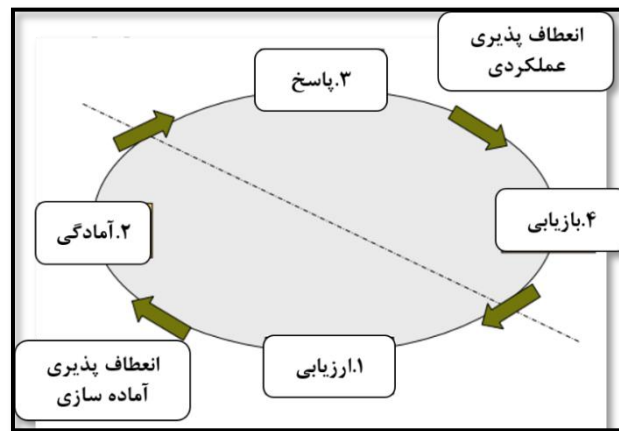 انعطاف پذیری
عملکردی
۳.پاسخ
۴.بازیابی
۲.آمادگی
۱.ارزیابی
انعطاف پذیری
آماده سازی